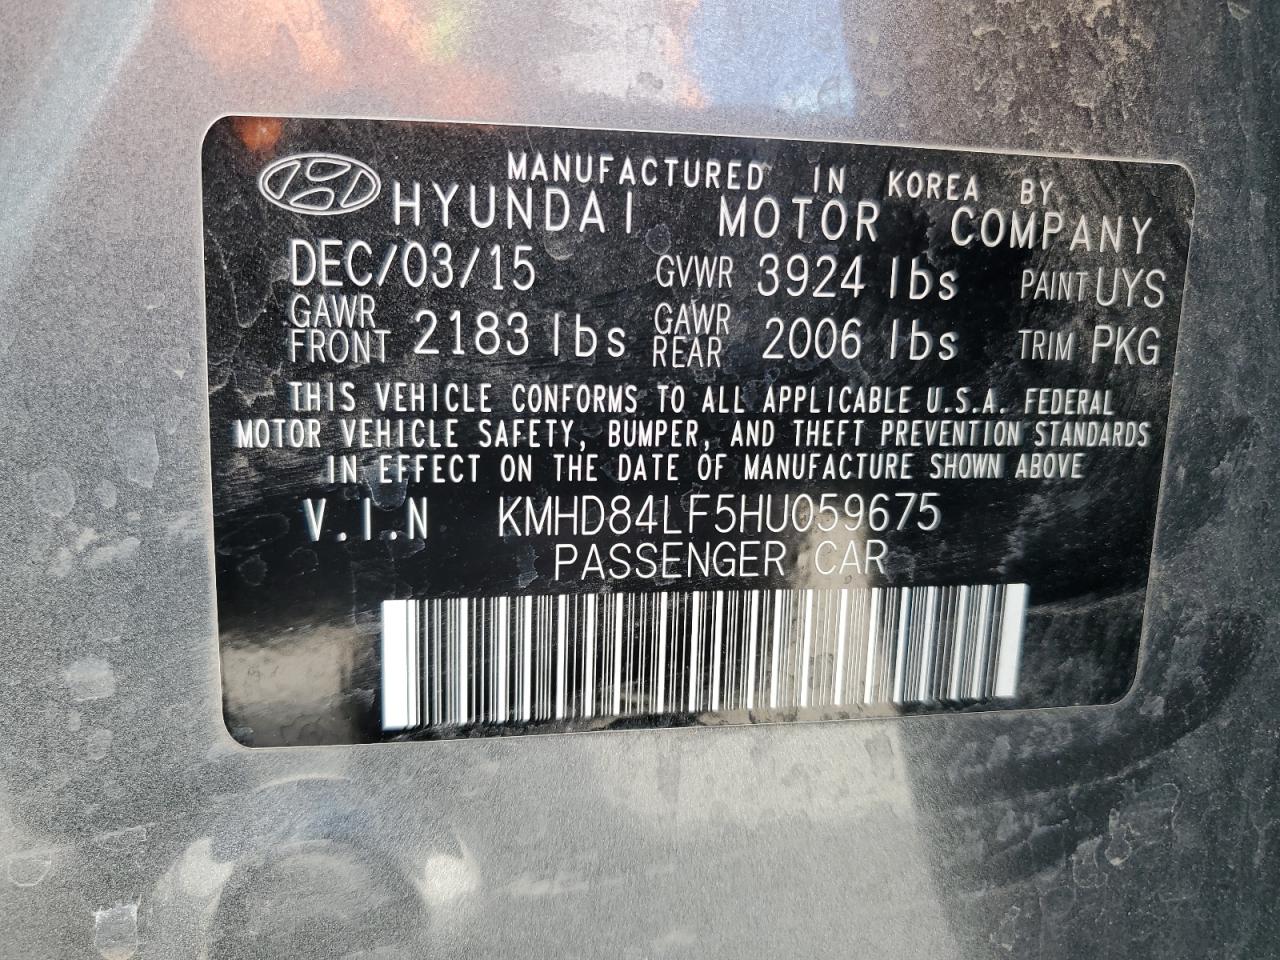 MANUFACTURED IN KOREA BY
HYUNDAI MOTOR COMPANY
DEC/03/15 GVWR 3924 lbs PAINT UYS
GAWR FRONT 2183 lbs GAWR REAR 2006 lbs TRIM PKG
THIS VEHICLE CONFORMS TO ALL APPLICABLE U.S.A. FEDERAL
MOTOR VEHICLE SAFETY, BUMPER, AND THEFT PREVENTION STANDARDS
IN EFFECT ON THE DATE OF MANUFACTURE SHOWN ABOVE
V.I.N KMHD84LF5HU059675
PASSENGER CAR